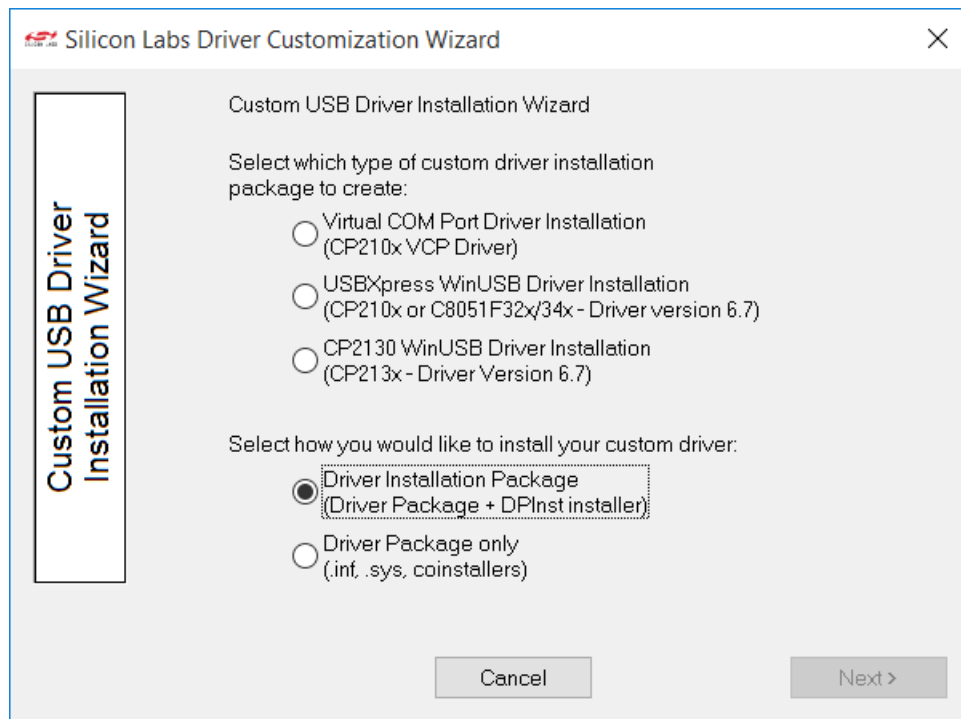 Silicon Labs Driver Customization Wizard
Custom USB Driver
Installation Wizard
Custom USB Driver Installation Wizard
Select which type of custom driver installation
package to create:
Virtual COM Port Driver Installation
(CP210x VCP Driver)
USBXpress WinUSB Driver Installation
(CP210x or C8051F32x/34x - Driver version 6.7)
CP2130 WinUSB Driver Installation
(CP213x - Driver Version 6.7)
Select how you would like to install your custom driver:
Driver Installation Package
(Driver Package + DPInst installer)
Driver Package only
(.inf, .sys, coinstallers)
Cancel
Next >